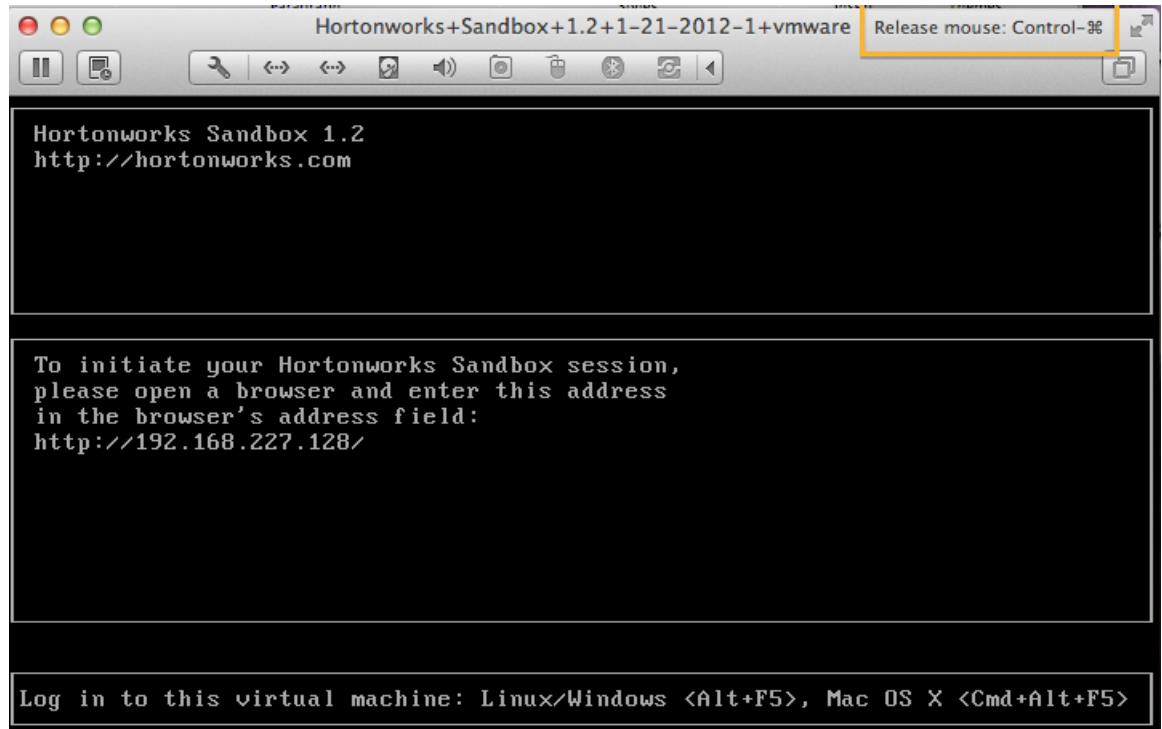 Hortonworks+Sandbox+1.2+1-21-2012-1+vmware Release mouse: Control-⌘
Hortonworks Sandbox 1.2
http://hortonworks.com
To initiate your Hortonworks Sandbox session,
please open a browser and enter this address
in the browser's address field:
http://192.168.227.128/
Log in to this virtual machine: Linux/Windows <Alt+F5>, Mac OS X <Cmd+Alt+F5>